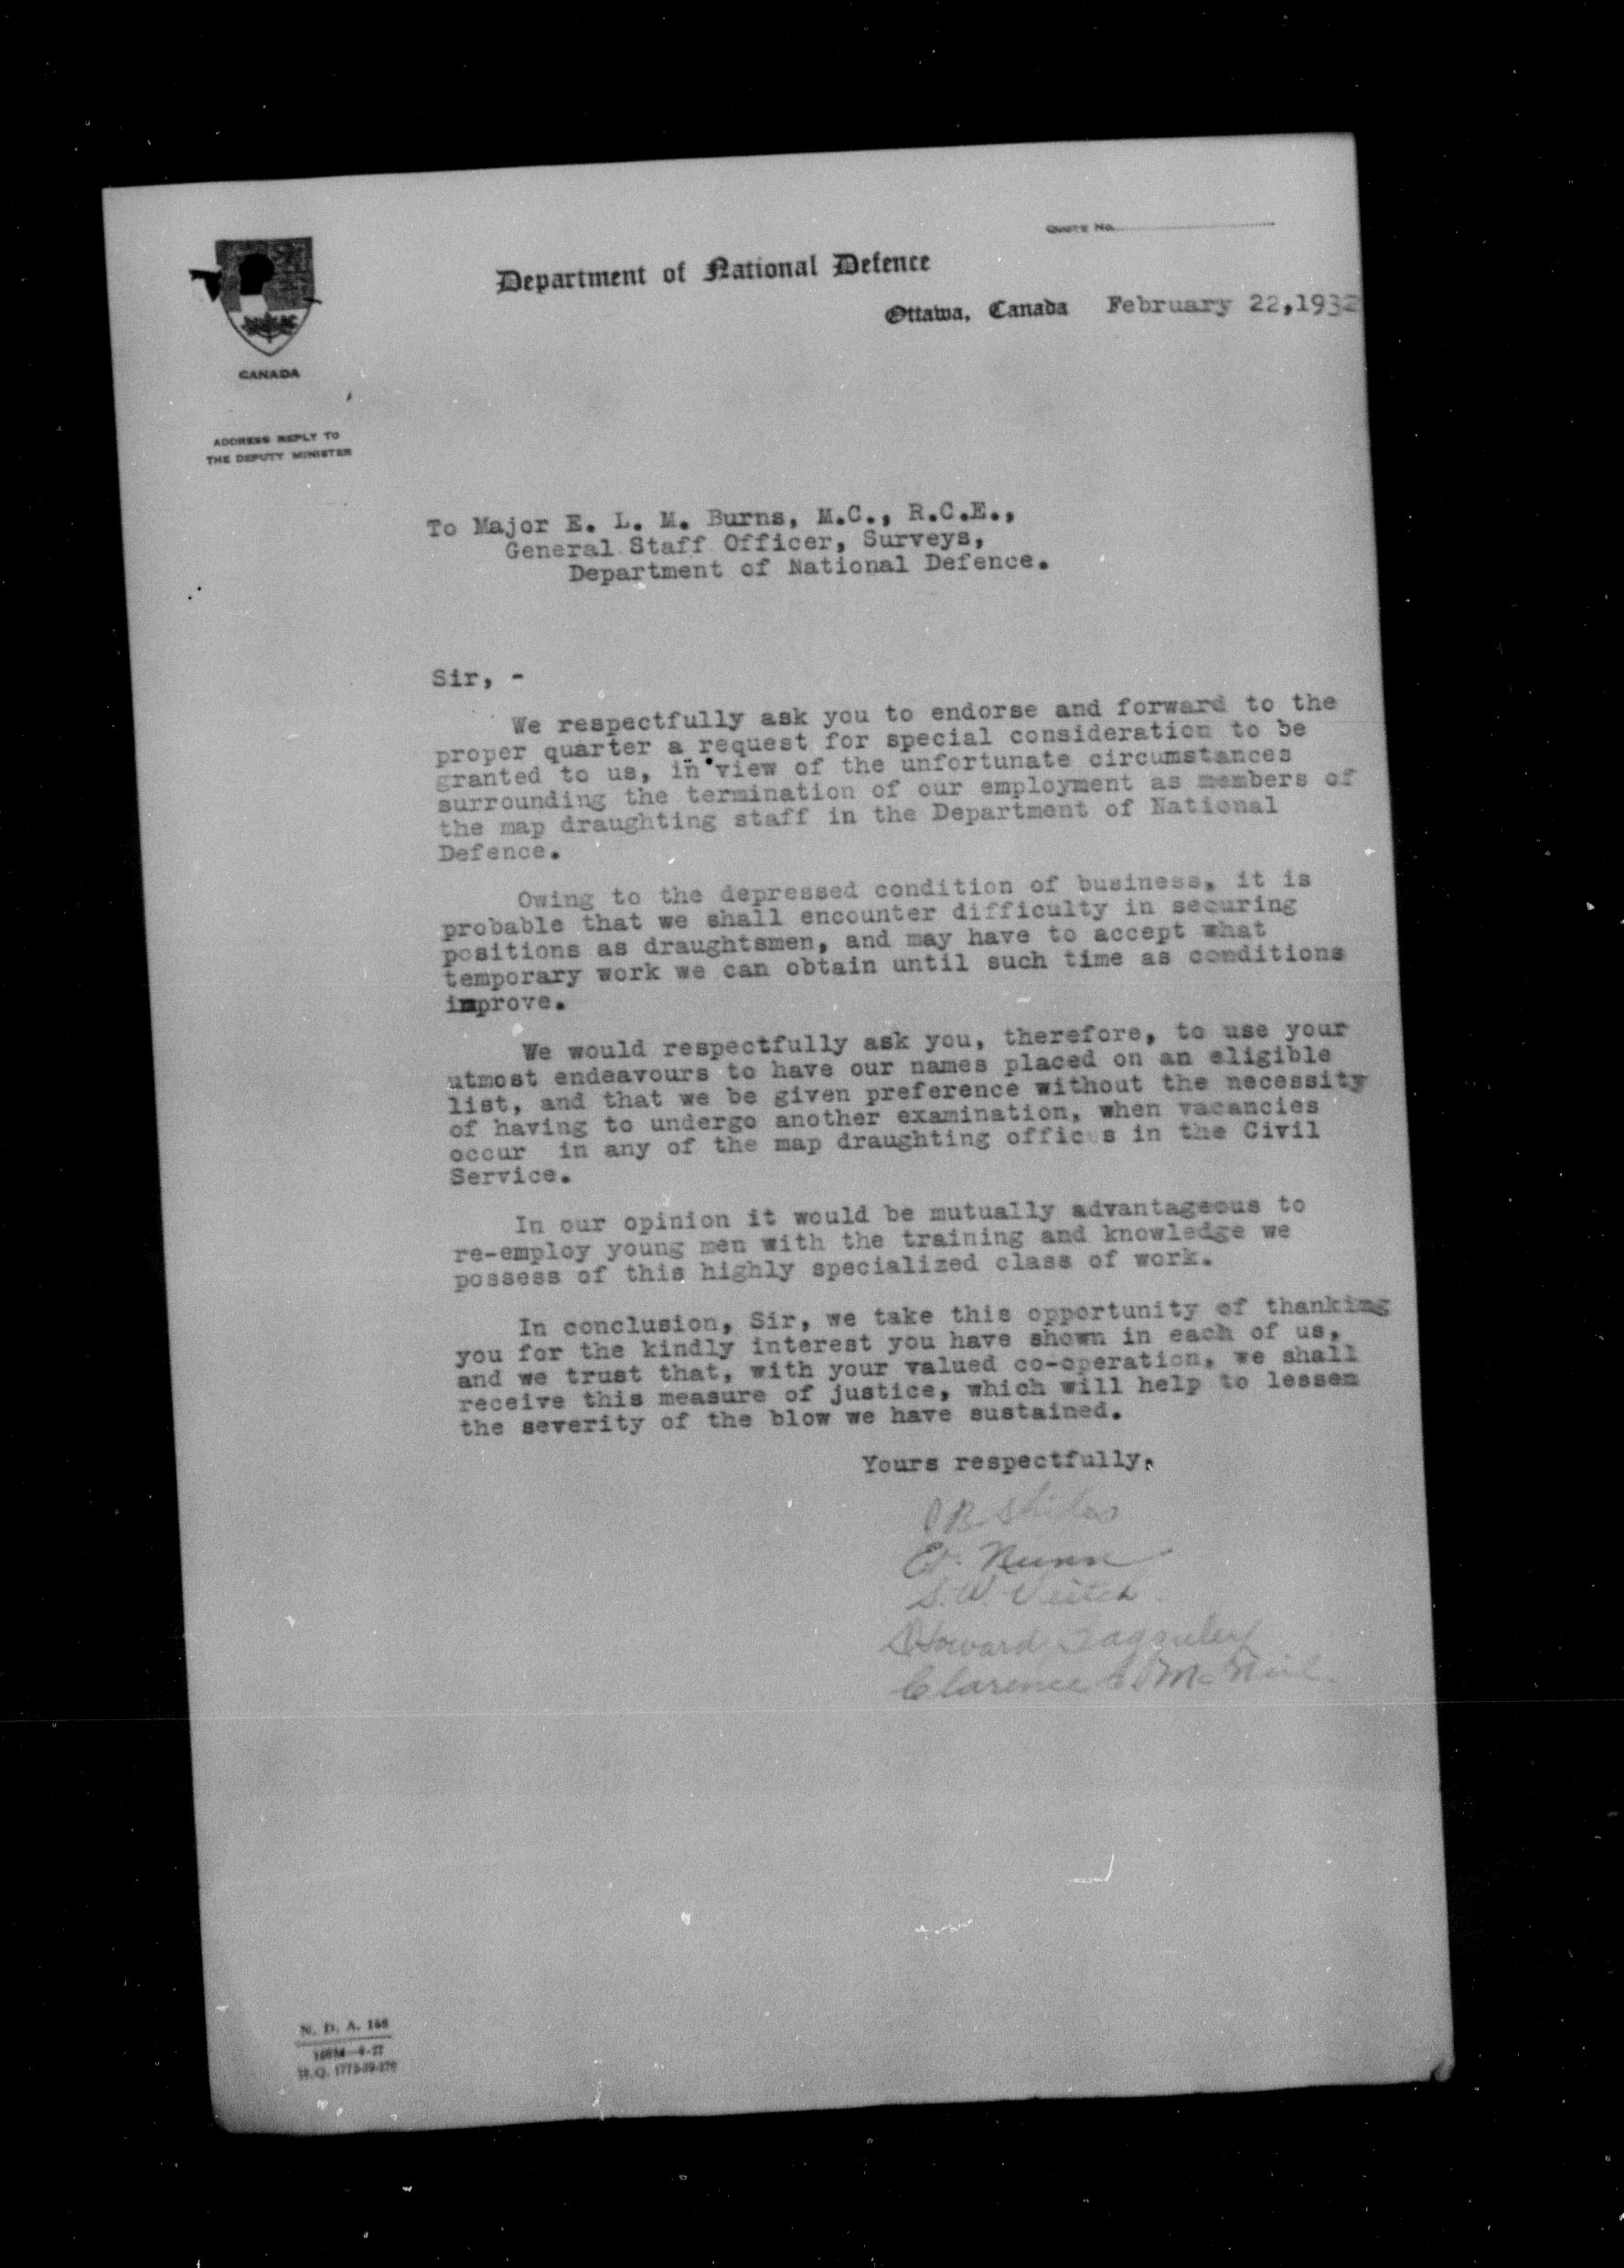 QUOTE No.
Department of National Defence
Ottawa, Canada February 22,1932
CANADA
ADDRESS REPLY TO
THE DEPUTY MINISTER
To Major E. L. M. Burns, M.C., R.C.E.,
General Staff Officer, Surveys,
Department of National Defence.
Sir, -
We respectfully ask you to endorse and forward to the
proper quarter a request for special consideration to be
granted to us, in view of the unfortunate circumstances
surrounding the termination of our employment as members of
the map draughting staff in the Department of National
Defence.
Owing to the depressed condition of business, it is
probable that we shall encounter difficulty in securing
positions as draughtsmen, and may have to accept what
temporary work we can obtain until such time as conditions
improve.
We would respectfully ask you, therefore, to use your
utmost endeavours to have our names placed on an eligible
list, and that we be given preference without the necessity
of having to undergo another examination, when vacancies
occur in any of the map draughting offices in the Civil
Service.
In our opinion it would be mutually advantageous to
re-employ young men with the training and knowledge we
possess of this highly specialized class of work.
In conclusion, Sir, we take this opportunity of thanking
you for the kindly interest you have shown in each of us,
and we trust that, with your valued co-operation, we shall
receive this measure of justice, which will help to lessen
the severity of the blow we have sustained.
Yours respectfully,
Nunn
S. W. Veitch
Howard
Clarence McNeil
N. D. A. 168
H.Q. 1772-39-370